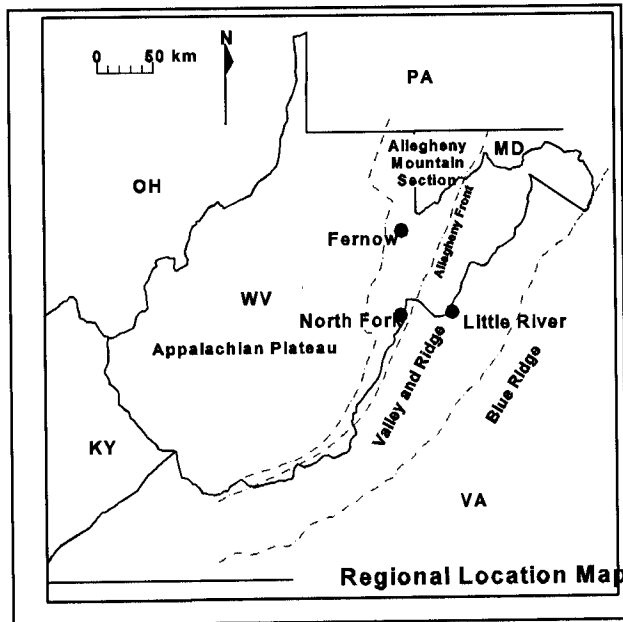 N
0 50 km
PA
Allegheny
Mountain
Section
MD
OH
Allegheny Front
Fernow
WV
North Fork
Little River
Appalachian Plateau
Valley and Ridge
Blue Ridge
KY
VA
Regional Location Map